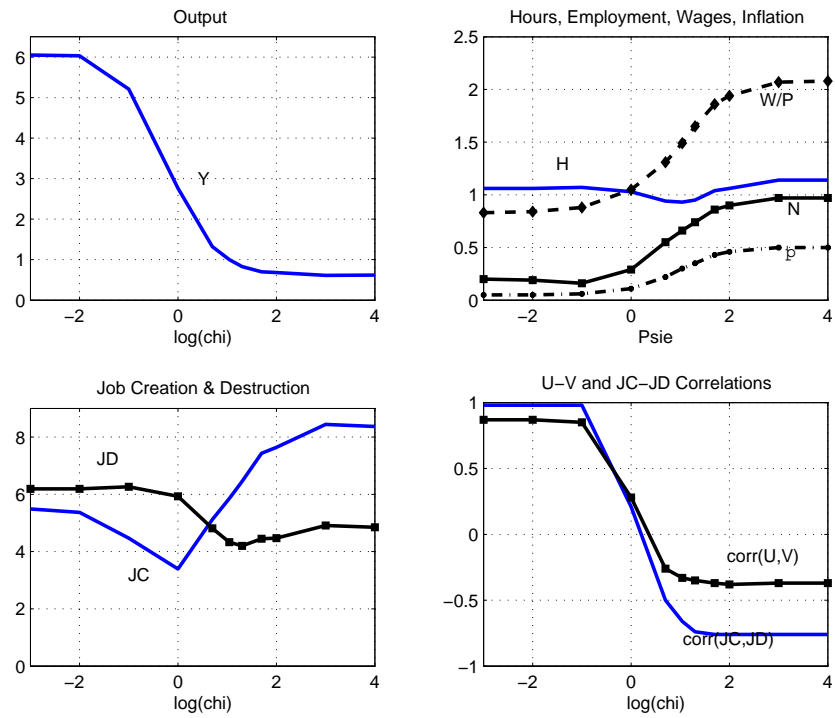 Output
6
5
4
3
2
1
0
Y
−2
0
2
4
log(chi)
Hours, Employment, Wages, Inflation
2.5
2
1.5
1
0.5
0
W/P
H
N
p
−2
0
2
4
Psie
Job Creation & Destruction
8
6
4
2
0
JD
JC
−2
0
2
4
log(chi)
U−V and JC−JD Correlations
1
0.5
0
−0.5
−1
corr(U,V)
corr(JC,JD)
−2
0
2
4
log(chi)